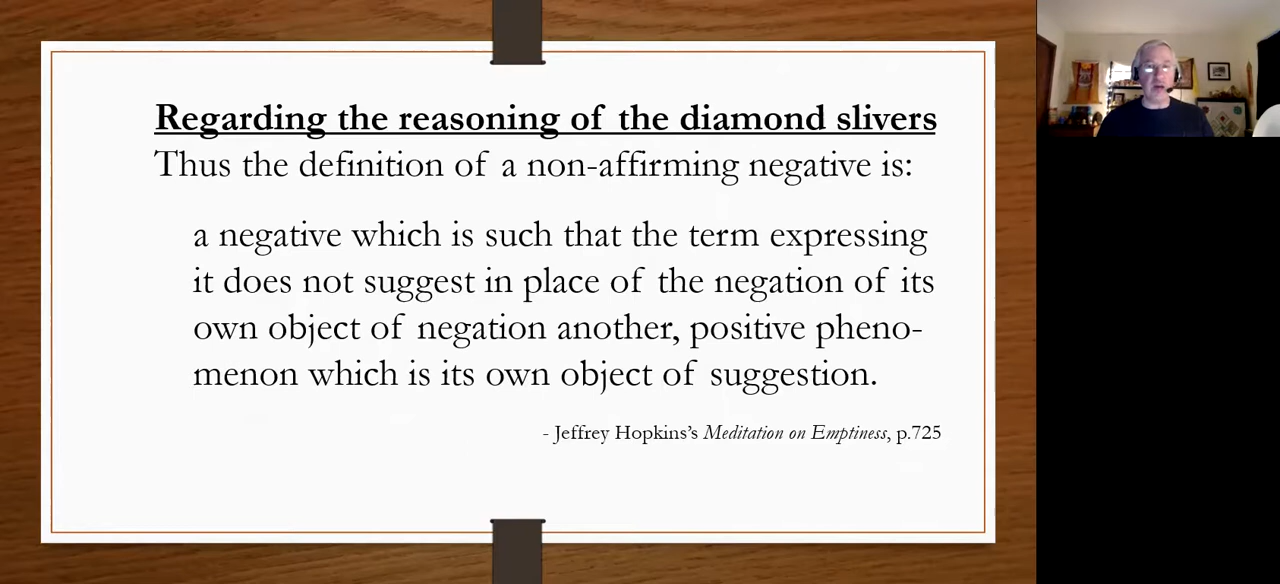 Regarding the reasoning of the diamond slivers
Thus the definition of a non-affirming negative is:
a negative which is such that the term expressing
it does not suggest in place of the negation of its
own object of negation another, positive pheno-
menon which is its own object of suggestion.
- Jeffrey Hopkins’s Meditation on Emptiness, p.725